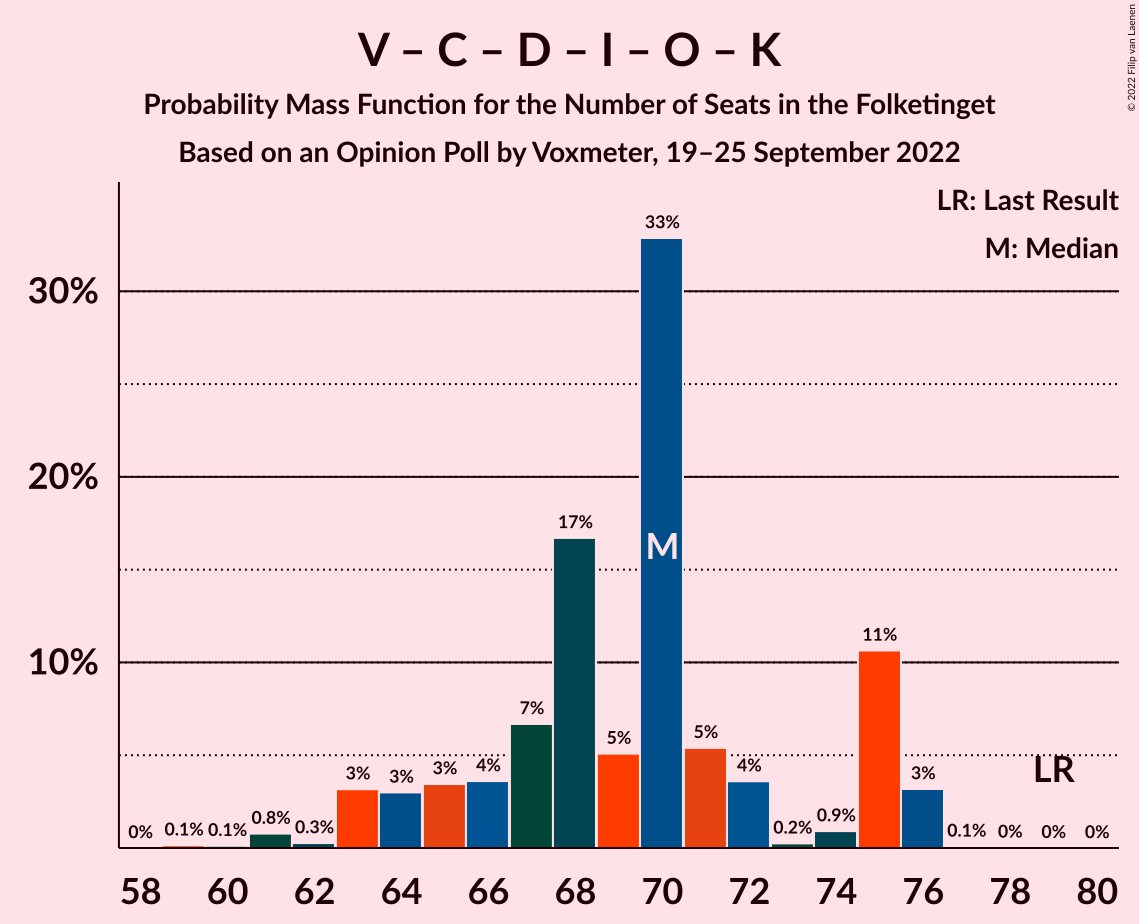 V – C – D – I – O – K
Probability Mass Function for the Number of Seats in the Folketinget
Based on an Opinion Poll by Voxmeter, 19–25 September 2022
© 2022 Filip van Laenen
LR: Last Result
M: Median
30%
20%
10%
0%
0.1%
0.1%
0.8%
0.3%
3%
3%
3%
4%
7%
17%
5%
33%
5%
4%
0.2%
0.9%
11%
3%
0.1%
0%
0%
0%
M
LR
58 60 62 64 66 68 70 72 74 76 78 80